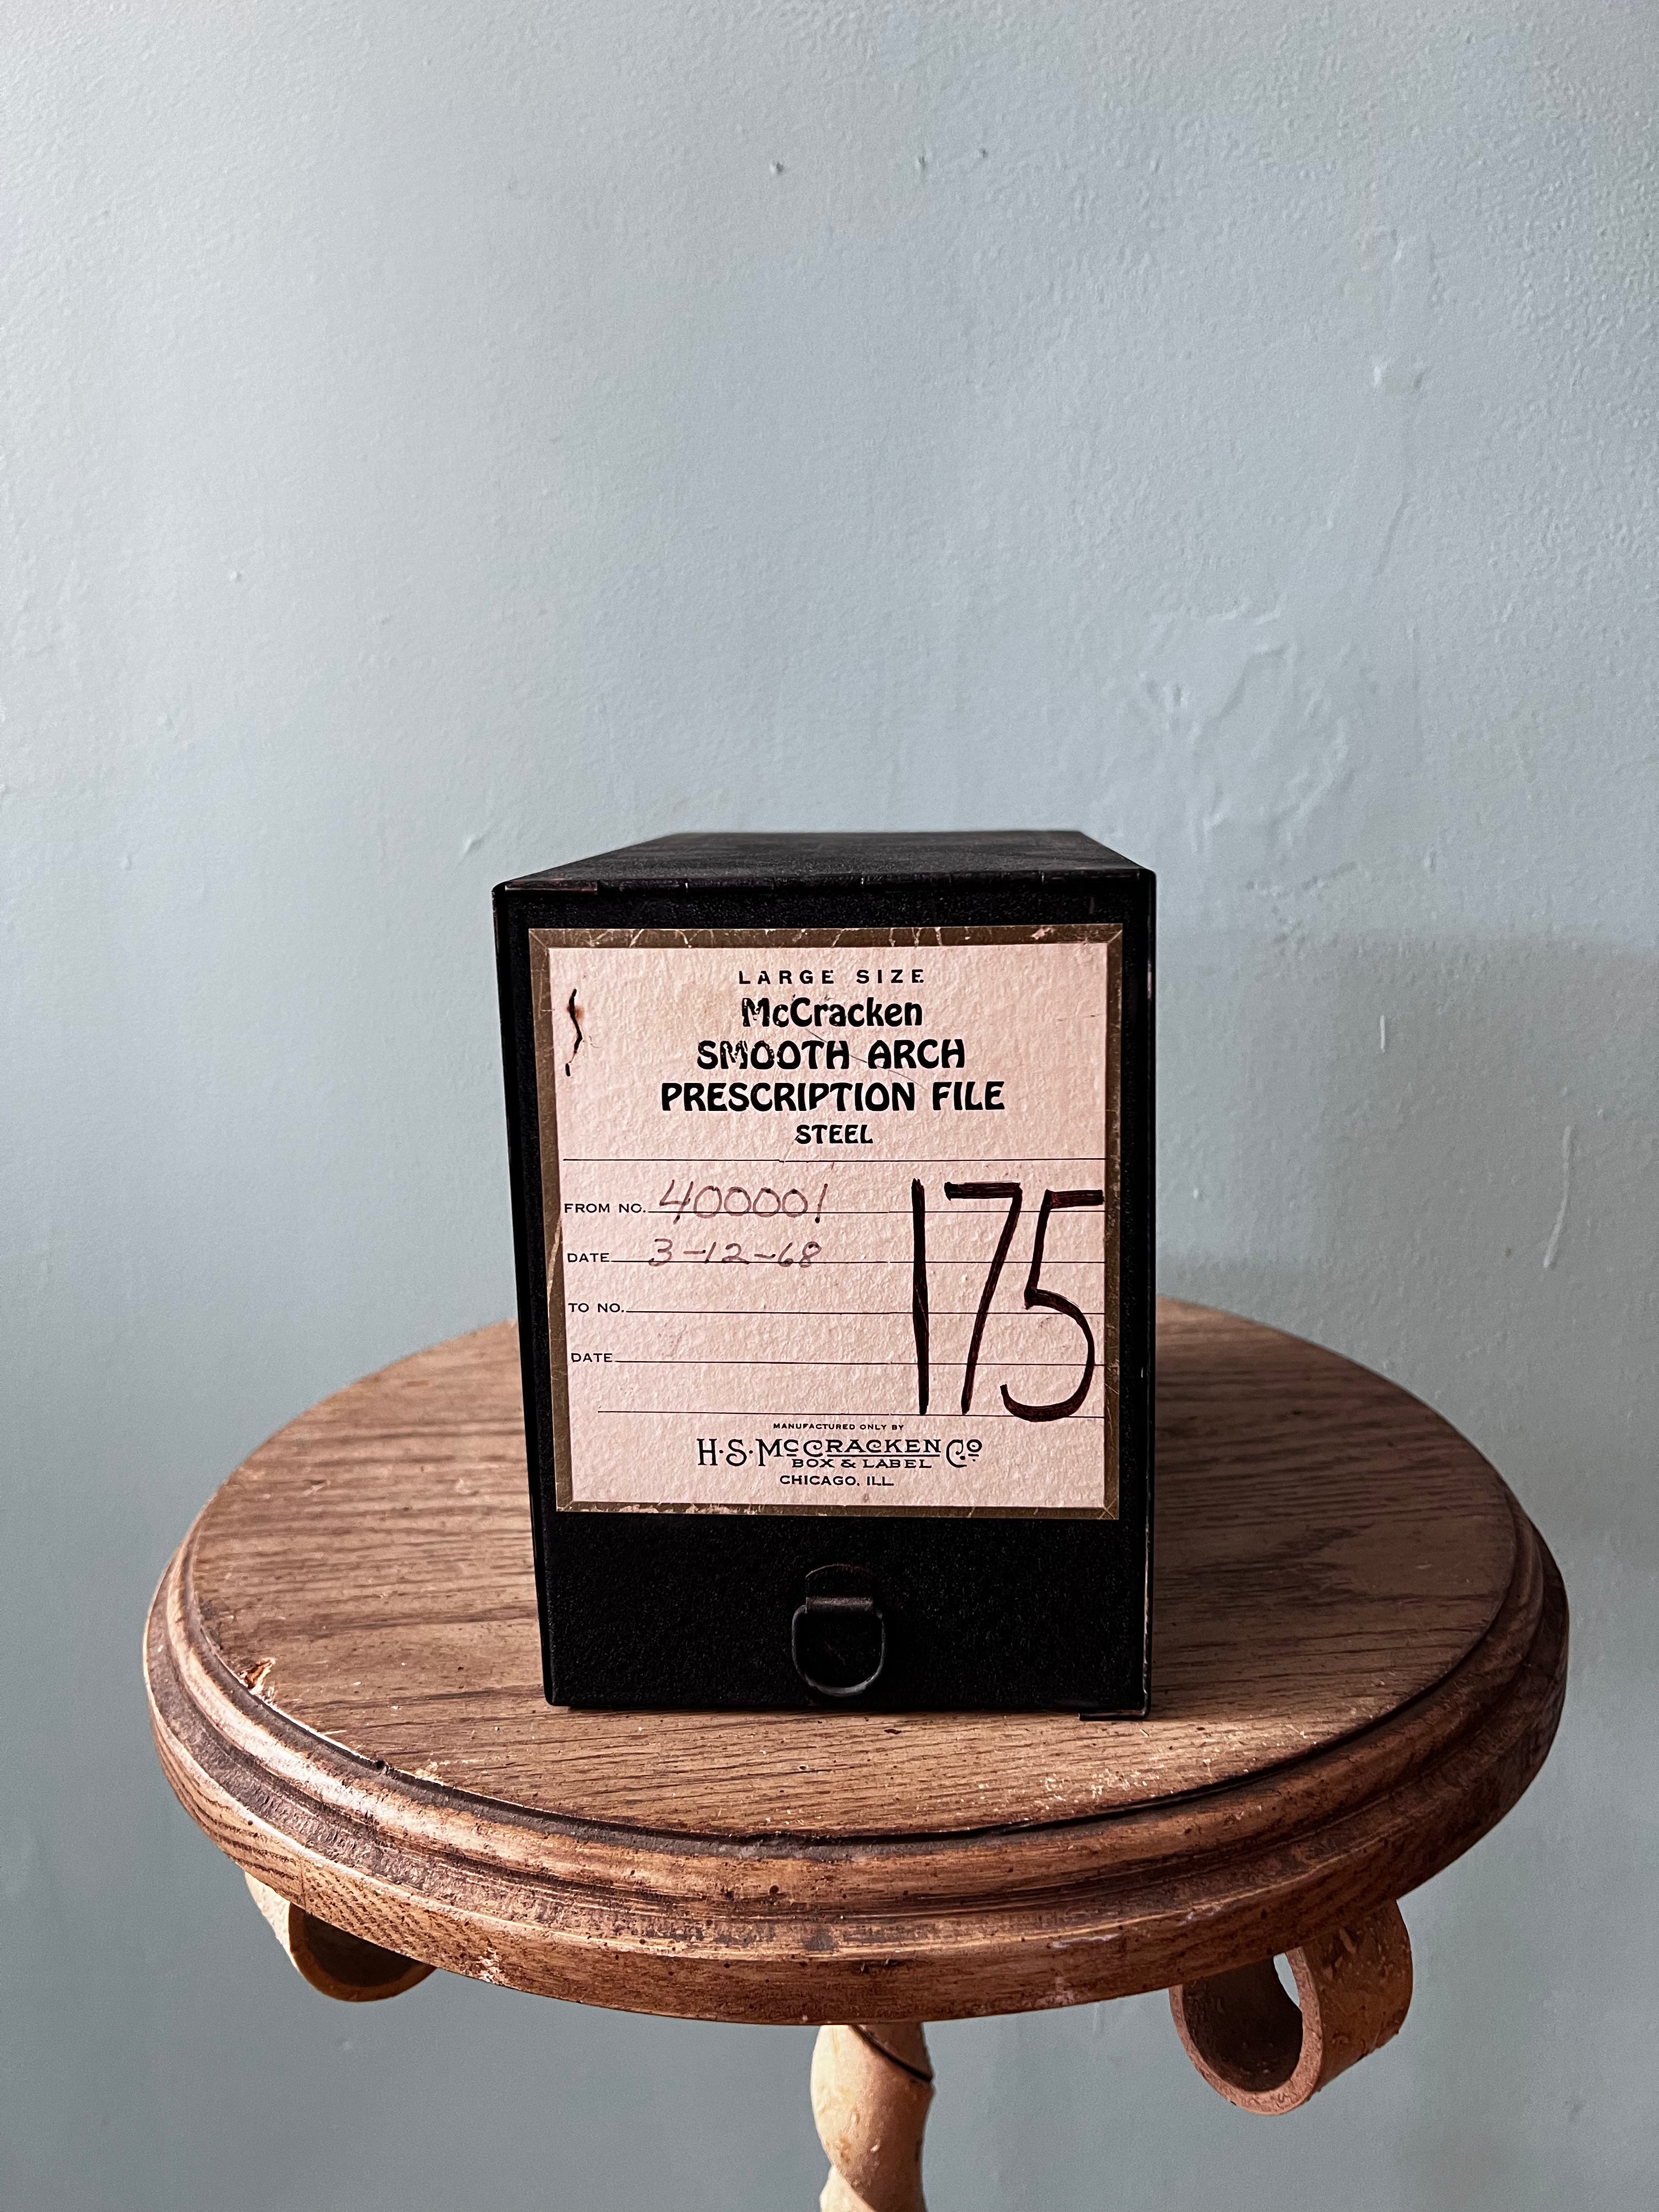 LARGE SIZE
McCracken
SMOOTH ARCH
PRESCRIPTION FILE
STEEL
FROM NO. 400001
175
DATE 3-12-68
TO NO.
DATE
MANUFACTURED ONLY BY
H·S·McCRACKEN Co
BOX & LABEL
CHICAGO, ILL